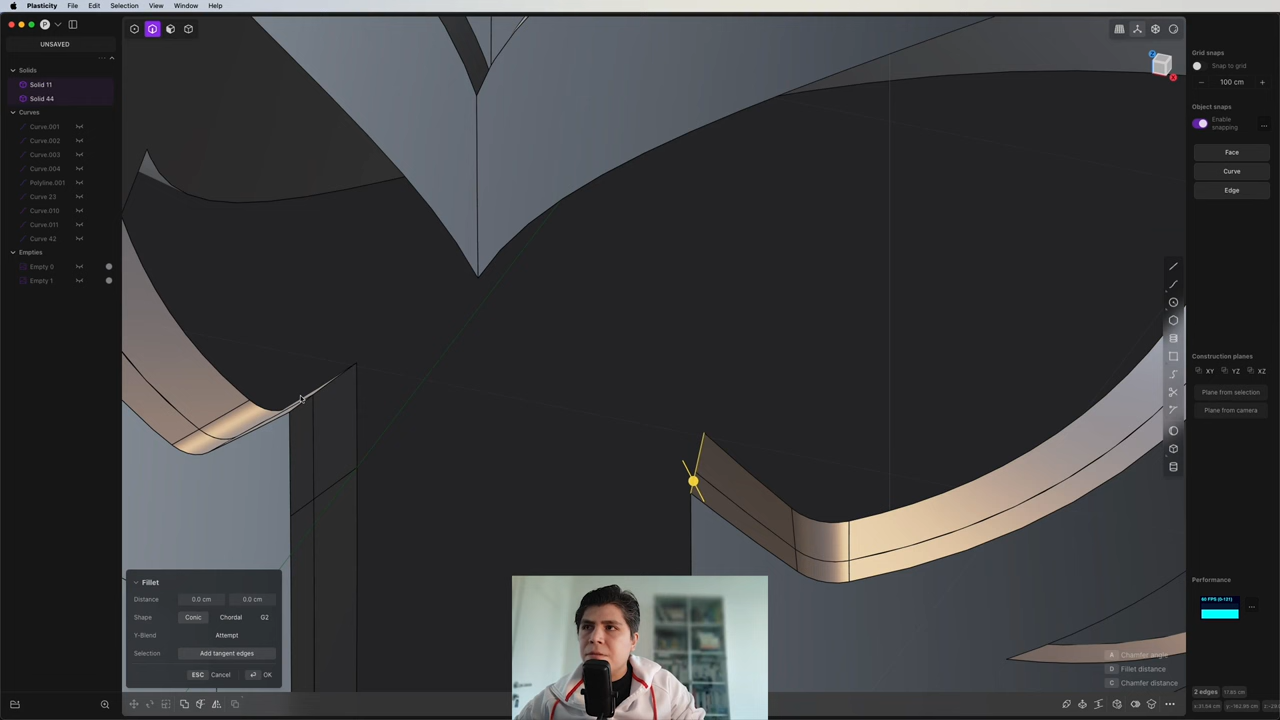 Plasticity File Edit Selection View Window Help
P
UNSAVED
Solids
Solid 11
Solid 44
Curves
Curve.001
Curve.002
Curve.003
Curve.004
Polyline.001
Curve 23
Curve.010
Curve.011
Curve 42
Empties
Empty 0
Empty 1
Z
Grid snaps
Snap to grid
− 100 cm +
Object snaps
Enable
snapping
...
Face
Curve
Edge
Construction planes
XY YZ XZ
Plane from selection
Plane from camera
Performance
60 FPS (0-121)
Fillet
Distance 0.0 cm 0.0 cm
Shape Conic Chordal G2
Y-Blend Attempt
Selection Add tangent edges
ESC Cancel OK
A Chamfer angle
D Fillet distance
C Chamfer distance
2 edges